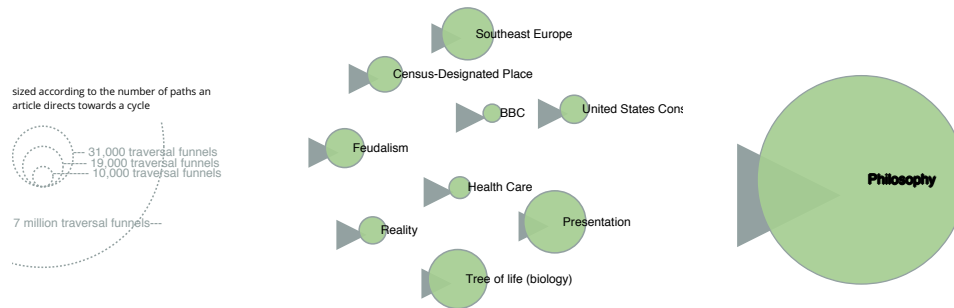 sized according to the number of paths an
article directs towards a cycle
31,000 traversal funnels
19,000 traversal funnels
10,000 traversal funnels
7 million traversal funnels
Southeast Europe
Census-Designated Place
BBC
United States Cons
Feudalism
Health Care
Reality
Presentation
Tree of life (biology)
Philosophy